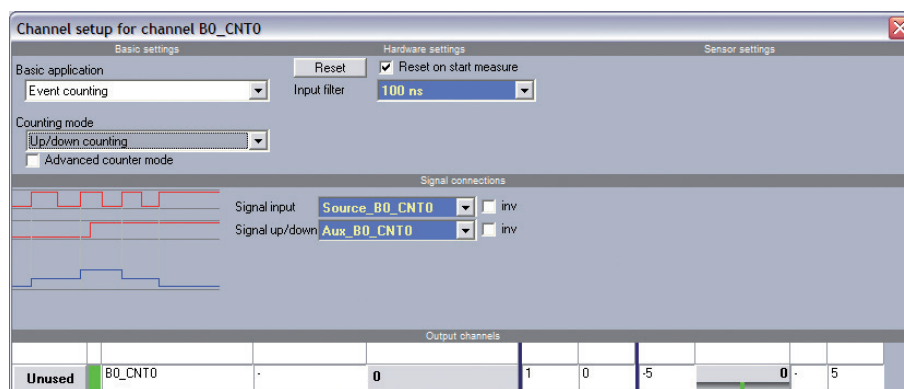 Channel setup for channel B0_CNT0
Basic settings Hardware settings Sensor settings
Basic application Reset Reset on start measure
Event counting Input filter 100 ns
Counting mode
Up/down counting
Advanced counter mode
Signal connections
Signal input Source_B0_CNT0 inv
Signal up/down Aux_B0_CNT0 inv
Output channels
Unused B0_CNT0 - 0 1 0 -5 0 - 5